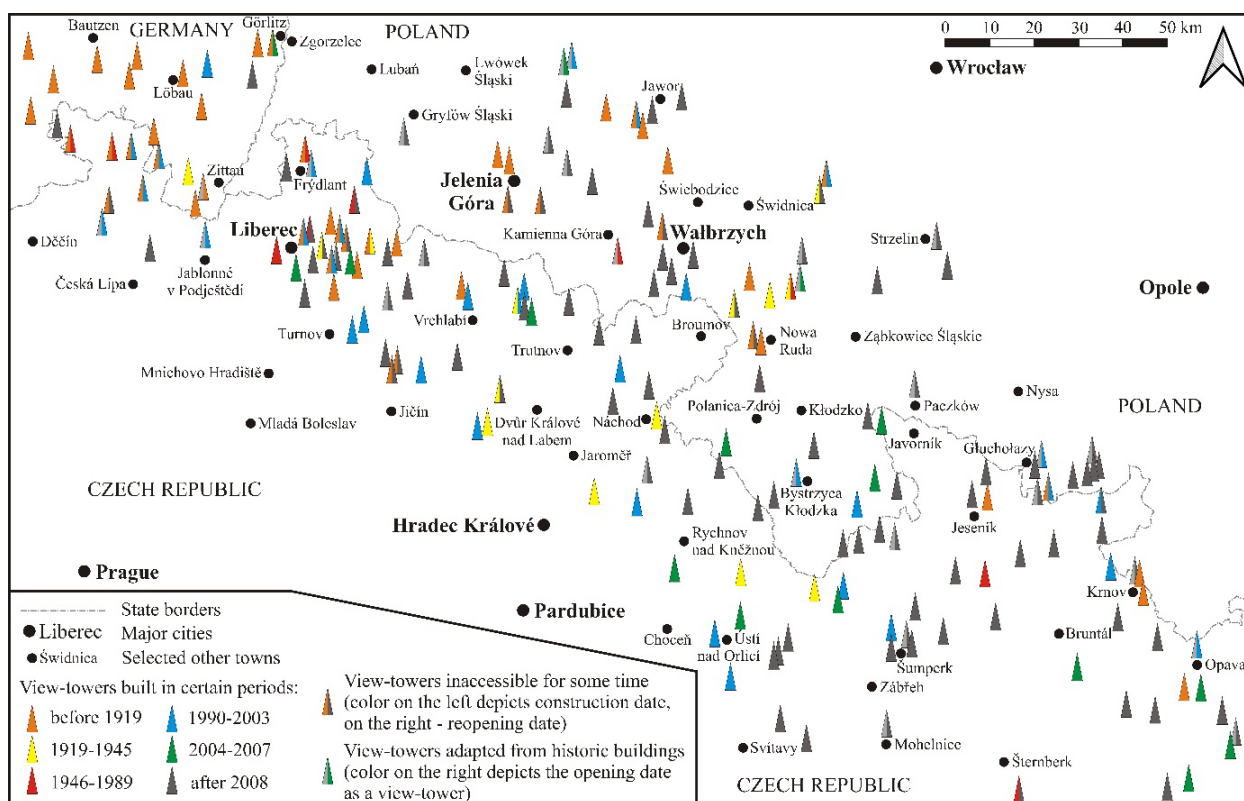 Bautzen
GERMANY
Görlitz
Zgorzelec
POLAND
0 10 20 30 40 50 km
Wrocław
Löbau
Lubań
Lwówek
Śląski
Jawor
Gryfów Śląski
Zittau
Frýdlant
Jelenia
Góra
Świebodzice
Świdnica
Děčín
Liberec
Kamienna Góra
Wałbrzych
Strzelin
Česká Lípa
Jablonné
v Podještědí
Opole
Turnov
Vrchlabí
Trutnov
Broumov
Nowa
Ruda
Ząbkowice Śląskie
Mnichovo Hradiště
Jičín
Mladá Boleslav
Dvůr Králové
nad Labem
Náchod
Polanica-Zdrój
Kłodzko
Paczków
Nysa
POLAND
Javorník
Jaroměř
Głuchołazy
CZECH REPUBLIC
Bystrzyca
Kłodzka
Hradec Králové
Jeseník
Rychnov
nad Kněžnou
Prague
Krnov
Pardubice
Choceň
Ústí
nad Orlicí
Bruntál
Šumperk
Opava
Zábřeh
Svitavy
Mohelnice
Šternberk
CZECH REPUBLIC
State borders
Liberec Major cities
Świdnica Selected other towns
View-towers built in certain periods:
before 1919 1990-2003
1919-1945 2004-2007
1946-1989 after 2008
View-towers inaccessible for some time
(color on the left depicts construction date,
on the right - reopening date)
View-towers adapted from historic buildings
(color on the right depicts the opening date
as a view-tower)